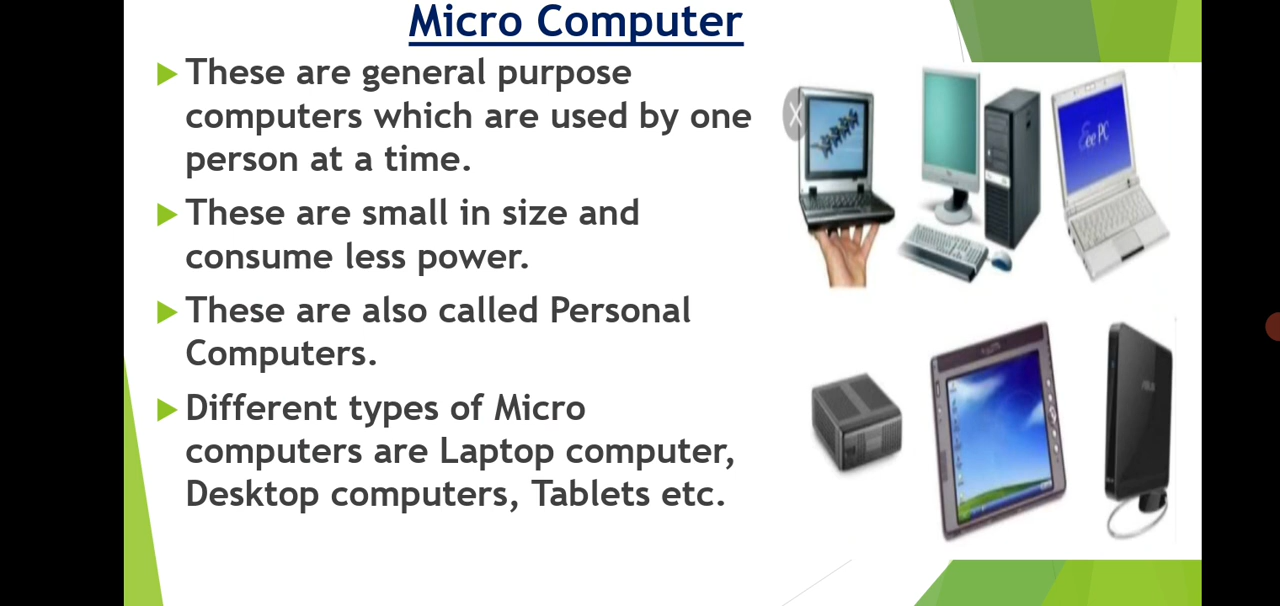 Micro Computer
These are general purpose
computers which are used by one
person at a time.
These are small in size and
consume less power.
These are also called Personal
Computers.
Different types of Micro
computers are Laptop computer,
Desktop computers, Tablets etc.
Eee PC